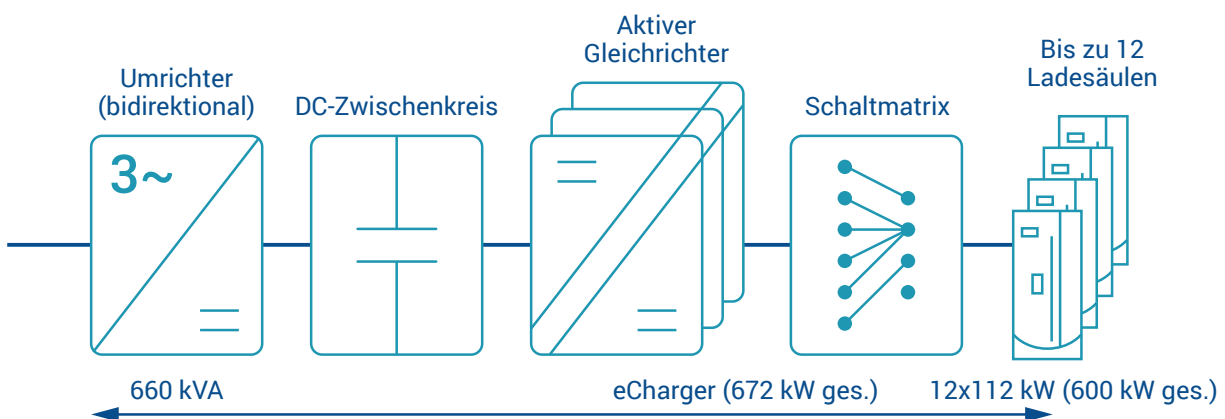 Umrichter
(bidirektional)
DC-Zwischenkreis
Aktiver
Gleichrichter
Schaltmatrix
Bis zu 12
Ladesäulen
3~
660 kVA
eCharger (672 kW ges.)
12x112 kW (600 kW ges.)